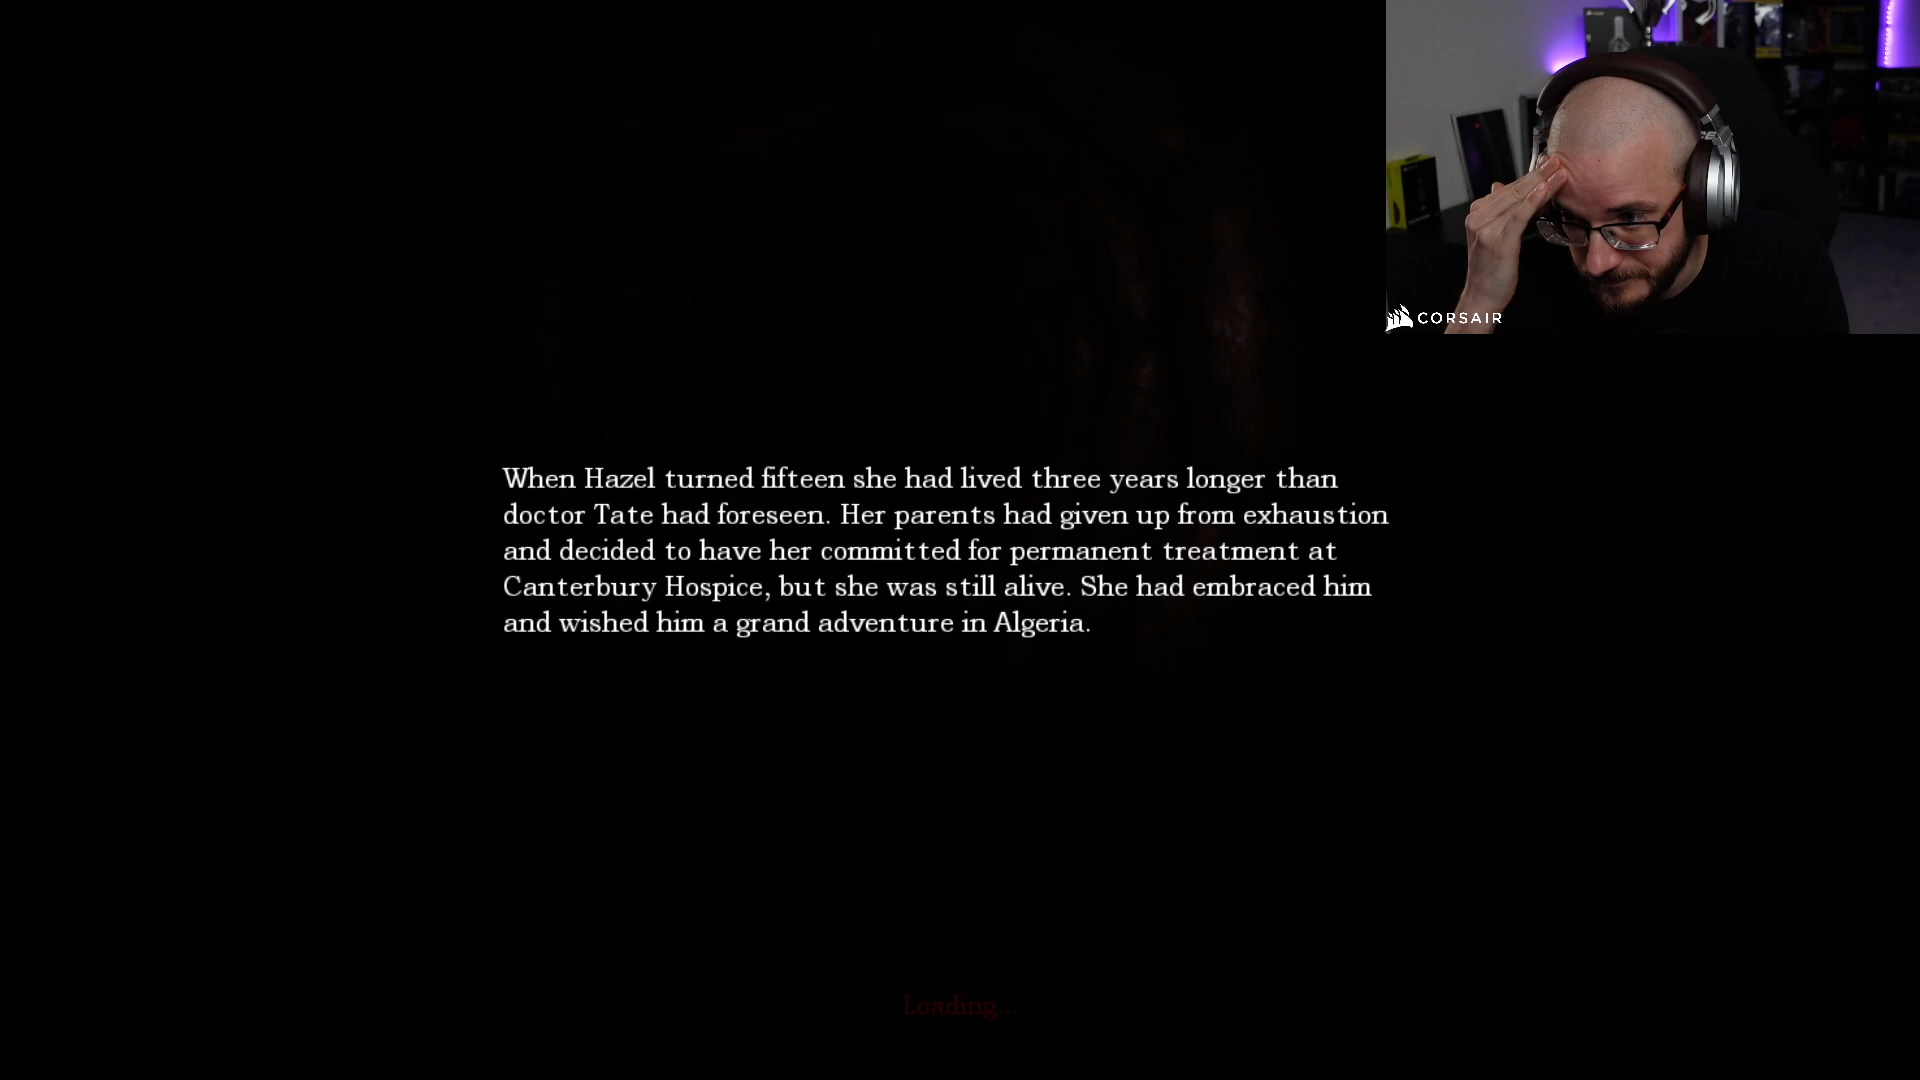 CORSAIR
When Hazel turned fifteen she had lived three years longer than
doctor Tate had foreseen. Her parents had given up from exhaustion
and decided to have her committed for permanent treatment at
Canterbury Hospice, but she was still alive. She had embraced him
and wished him a grand adventure in Algeria.
Loading...